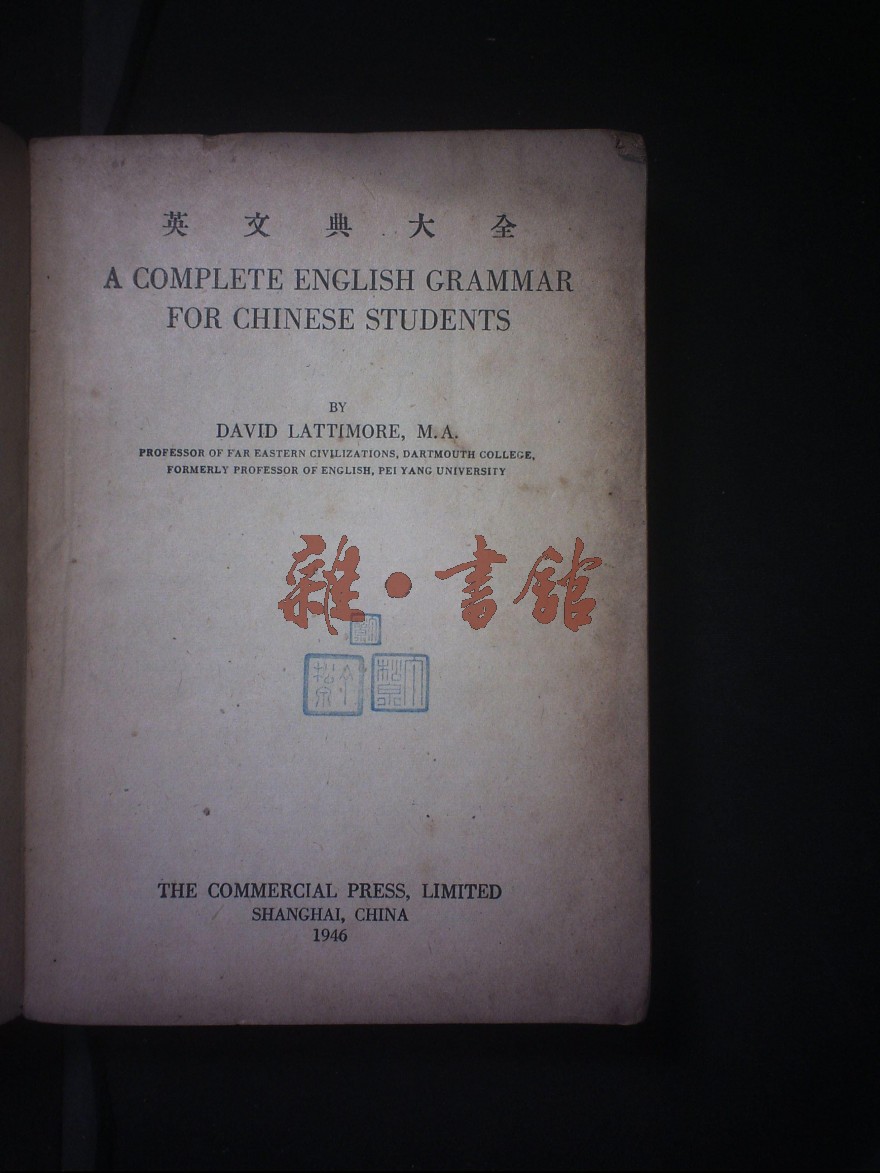 英文典大全
A COMPLETE ENGLISH GRAMMAR
FOR CHINESE STUDENTS
BY
DAVID LATTIMORE, M.A.
PROFESSOR OF FAR EASTERN CIVILIZATIONS, DARTMOUTH COLLEGE,
FORMERLY PROFESSOR OF ENGLISH, PEI YANG UNIVERSITY
雜·書館
THE COMMERCIAL PRESS, LIMITED
SHANGHAI, CHINA
1946